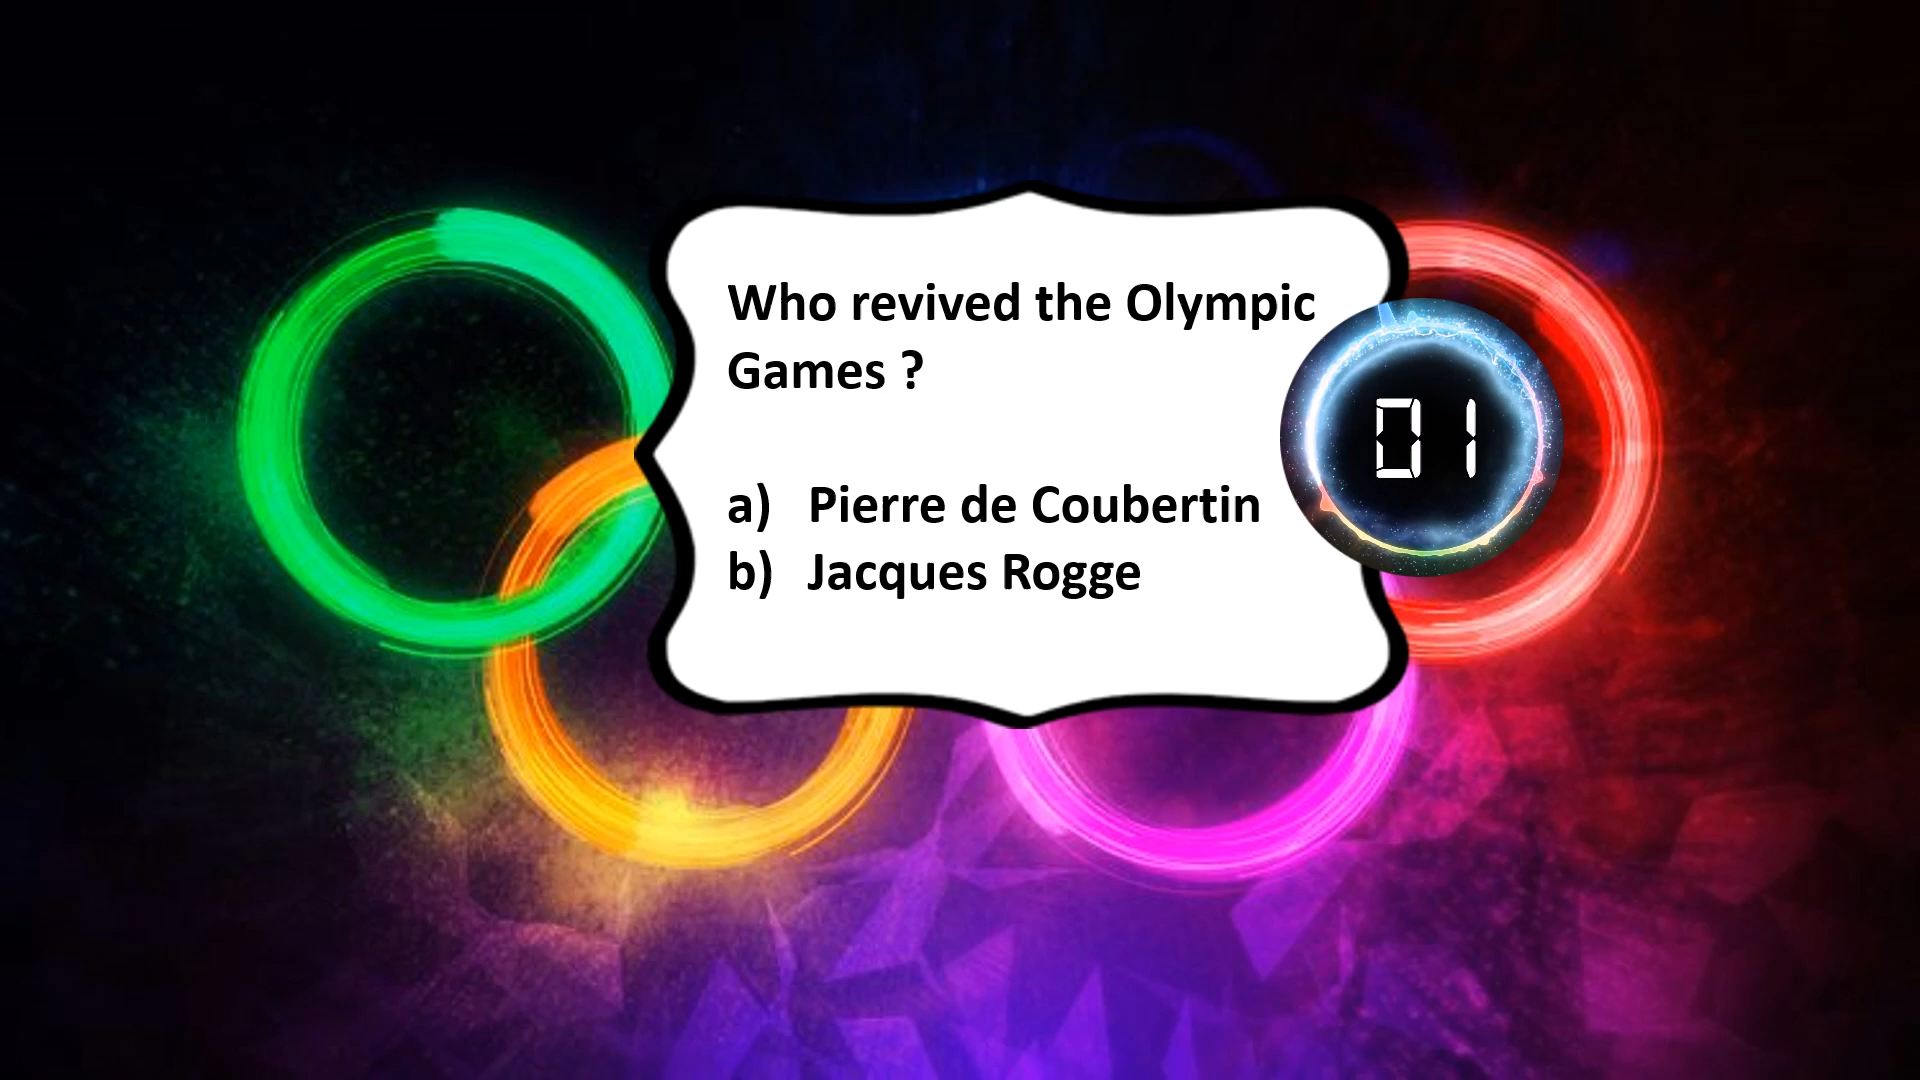 Who revived the Olympic
Games ?
a) Pierre de Coubertin
b) Jacques Rogge
01